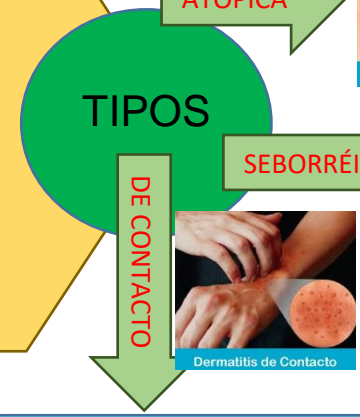 ATÓPICA
TIPOS
SEBORRÉI
DE CONTACTO
Dermatitis de Contacto